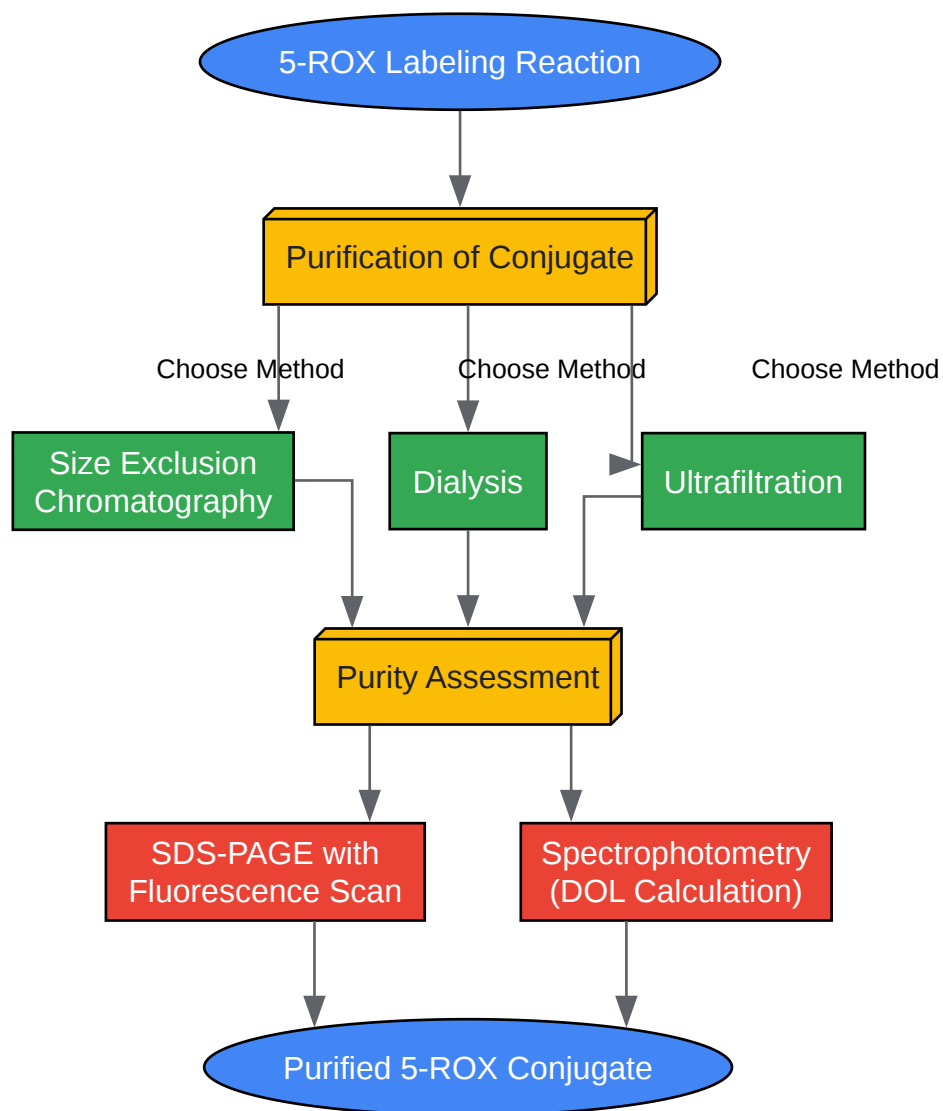 5-ROX Labeling Reaction
Purification of Conjugate
Choose Method
Choose Method
Choose Method
Size Exclusion
Chromatography
Dialysis
Ultrafiltration
Purity Assessment
SDS-PAGE with
Fluorescence Scan
Spectrophotometry
(DOL Calculation)
Purified 5-ROX Conjugate